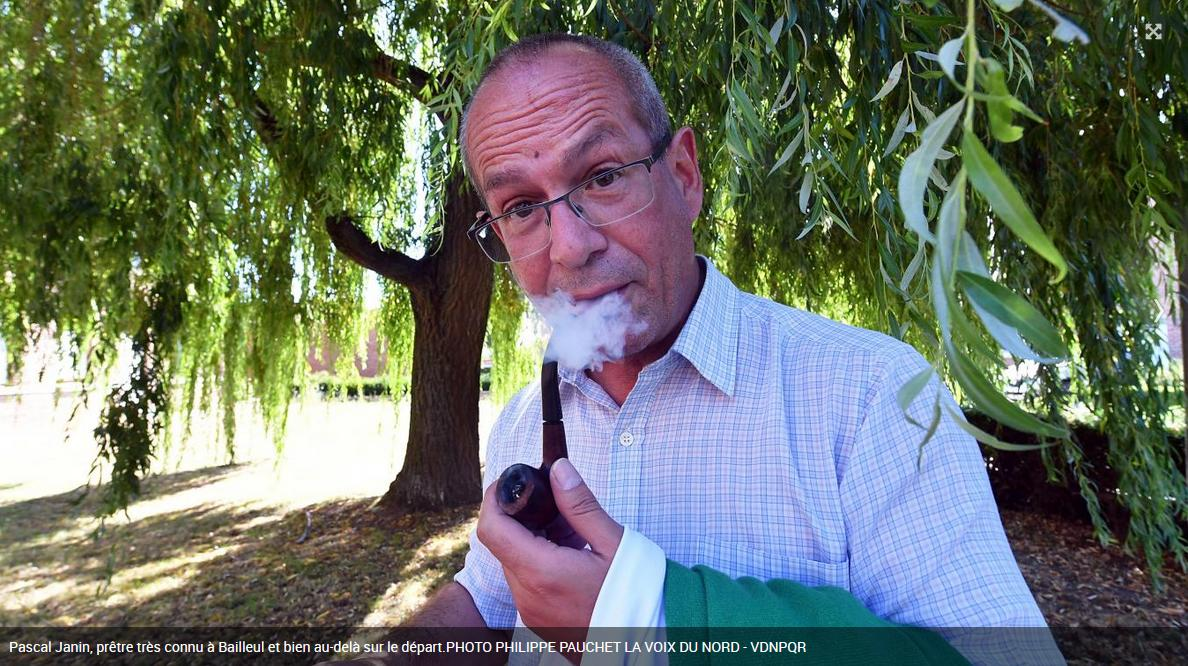 Pascal Janin, prêtre très connu à Bailleul et bien au-delà sur le départ.PHOTO PHILIPPE PAUCHET LA VOIX DU NORD - VDNPQR